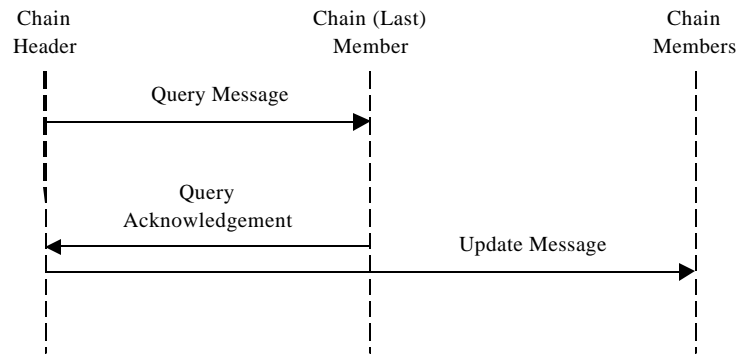 Chain
Header
Chain (Last)
Member
Chain
Members
Query Message
Query
Acknowledgement
Update Message